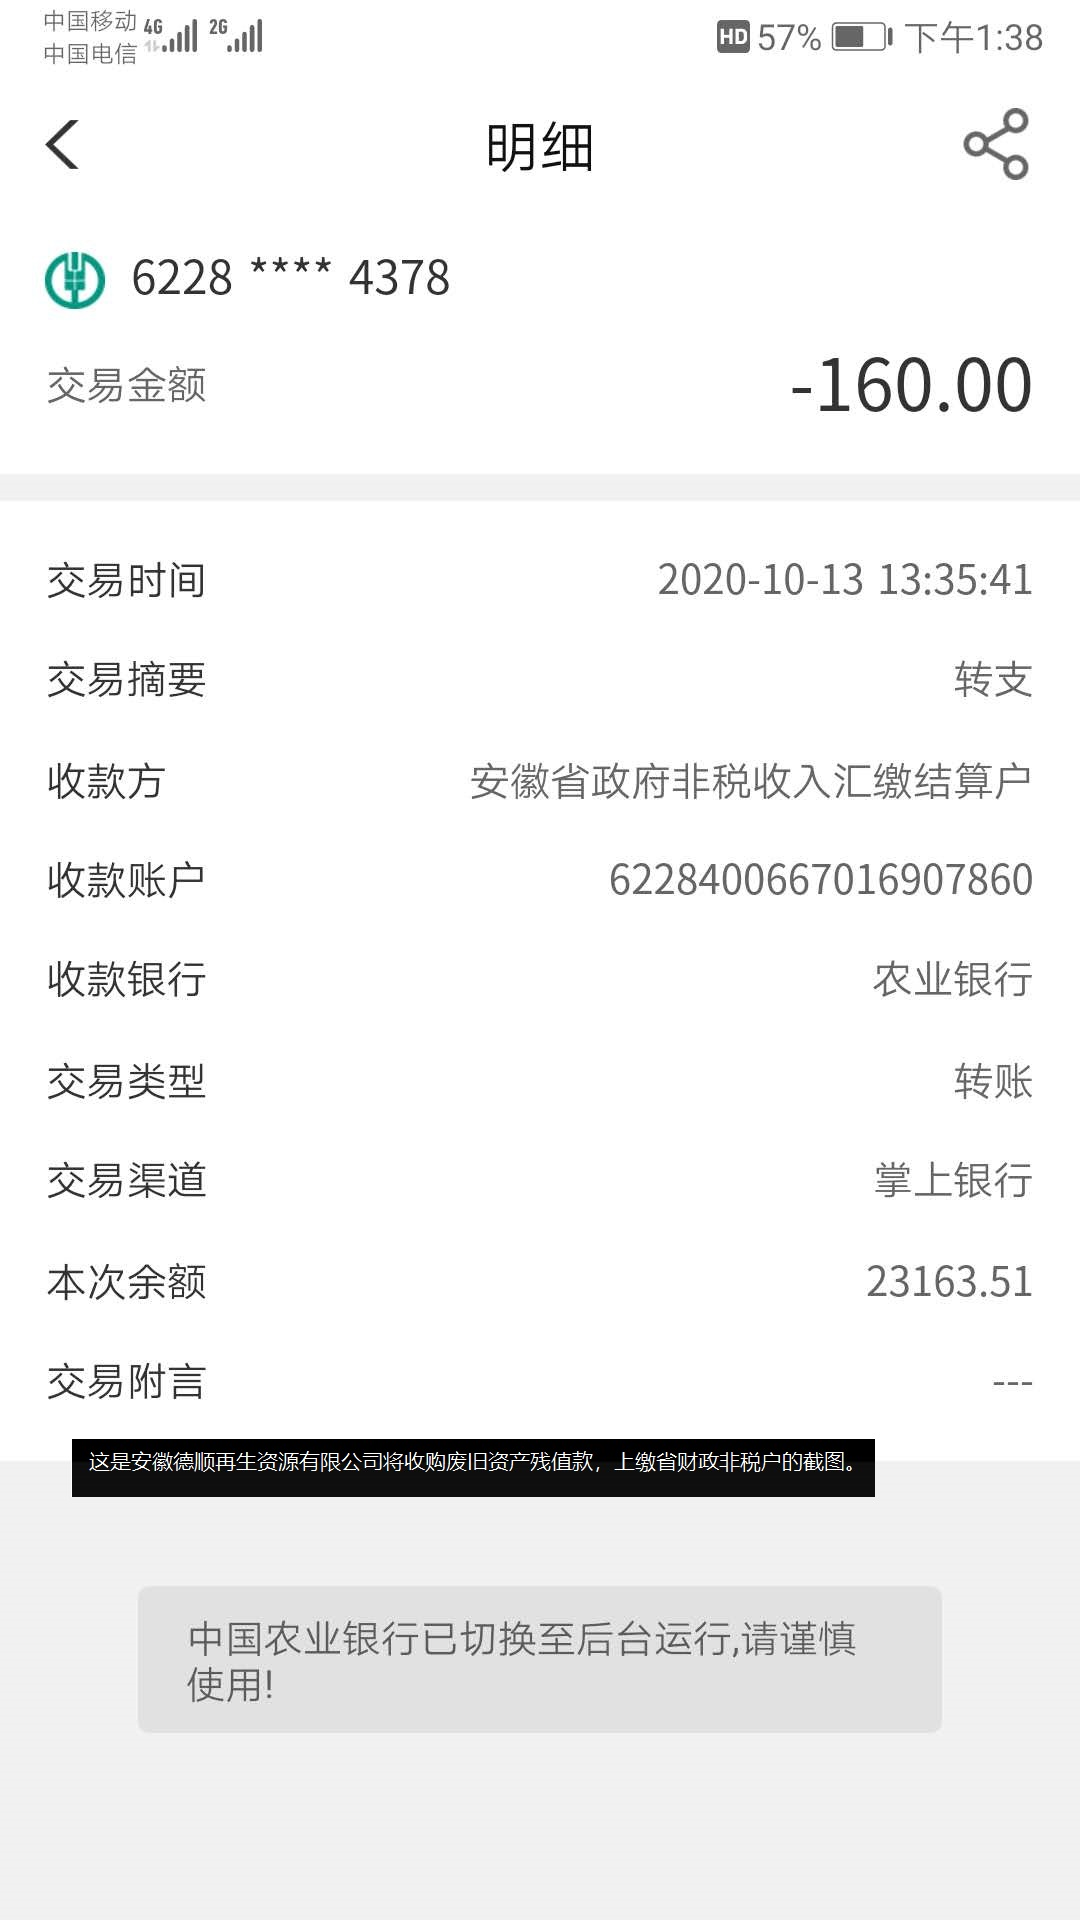 中国移动 4G 2G HD 57% 下午1:38
中国电信
明细
6228 **** 4378
交易金额 -160.00
交易时间 2020-10-13 13:35:41
交易摘要 转支
收款方 安徽省政府非税收入汇缴结算户
收款账户 6228400667016907860
收款银行 农业银行
交易类型 转账
交易渠道 掌上银行
本次余额 23163.51
交易附言 ---
这是安徽德顺再生资源有限公司将收购废旧资产残值款，上缴省财政非税户的截图。
中国农业银行已切换至后台运行,请谨慎
使用!